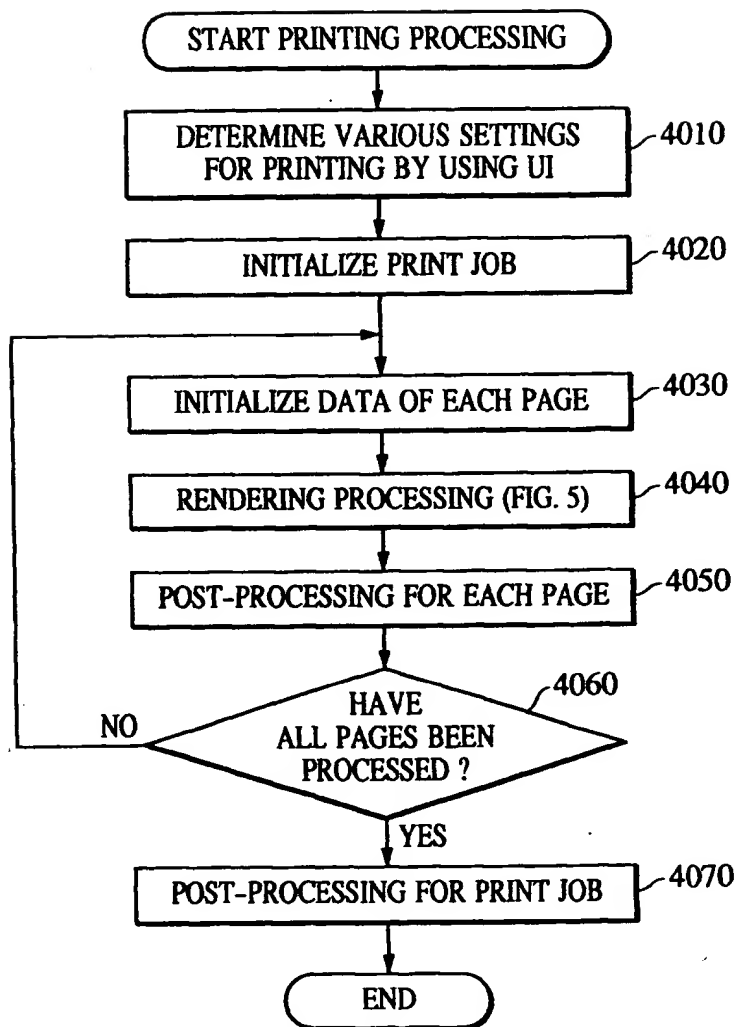 START PRINTING PROCESSING
DETERMINE VARIOUS SETTINGS
FOR PRINTING BY USING UI
4010
INITIALIZE PRINT JOB
4020
INITIALIZE DATA OF EACH PAGE
4030
RENDERING PROCESSING (FIG. 5)
4040
POST-PROCESSING FOR EACH PAGE
4050
HAVE
ALL PAGES BEEN
PROCESSED ?
4060
NO
YES
POST-PROCESSING FOR PRINT JOB
4070
END